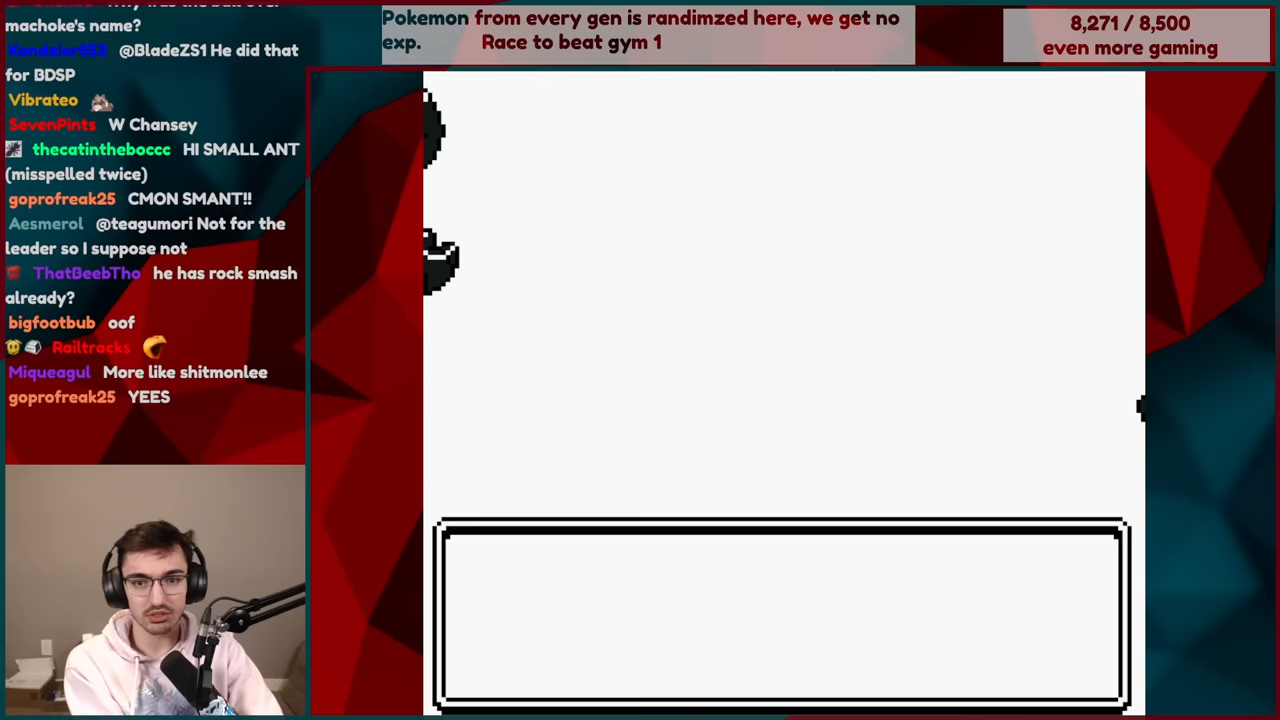 machoke's name?
Kondzior553 @BladeZS1 He did that
for BDSP
Vibrateo
SevenPints W Chansey
thecatintheboccc HI SMALL ANT
(misspelled twice)
goprofreak25 CMON SMANT!!
Aesmerol @teagumori Not for the
leader so I suppose not
ThatBeebTho he has rock smash
already?
bigfootbub oof
Railtracks
Miqueagul More like shitmonlee
goprofreak25 YEES
Pokemon from every gen is randimzed here, we get no
exp. Race to beat gym 1
8,271 / 8,500
even more gaming